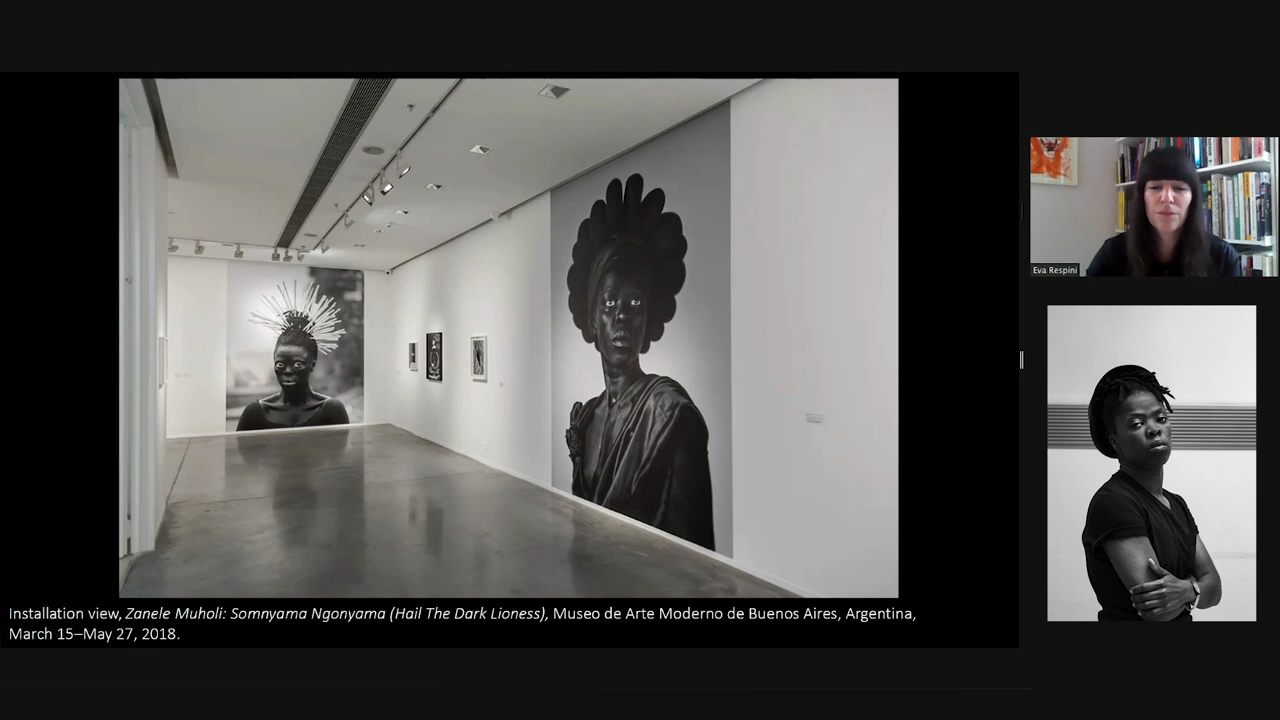 Installation view, Zanele Muholi: Somnyama Ngonyama (Hail The Dark Lioness), Museo de Arte Moderno de Buenos Aires, Argentina,
March 15–May 27, 2018.
Eva Respini